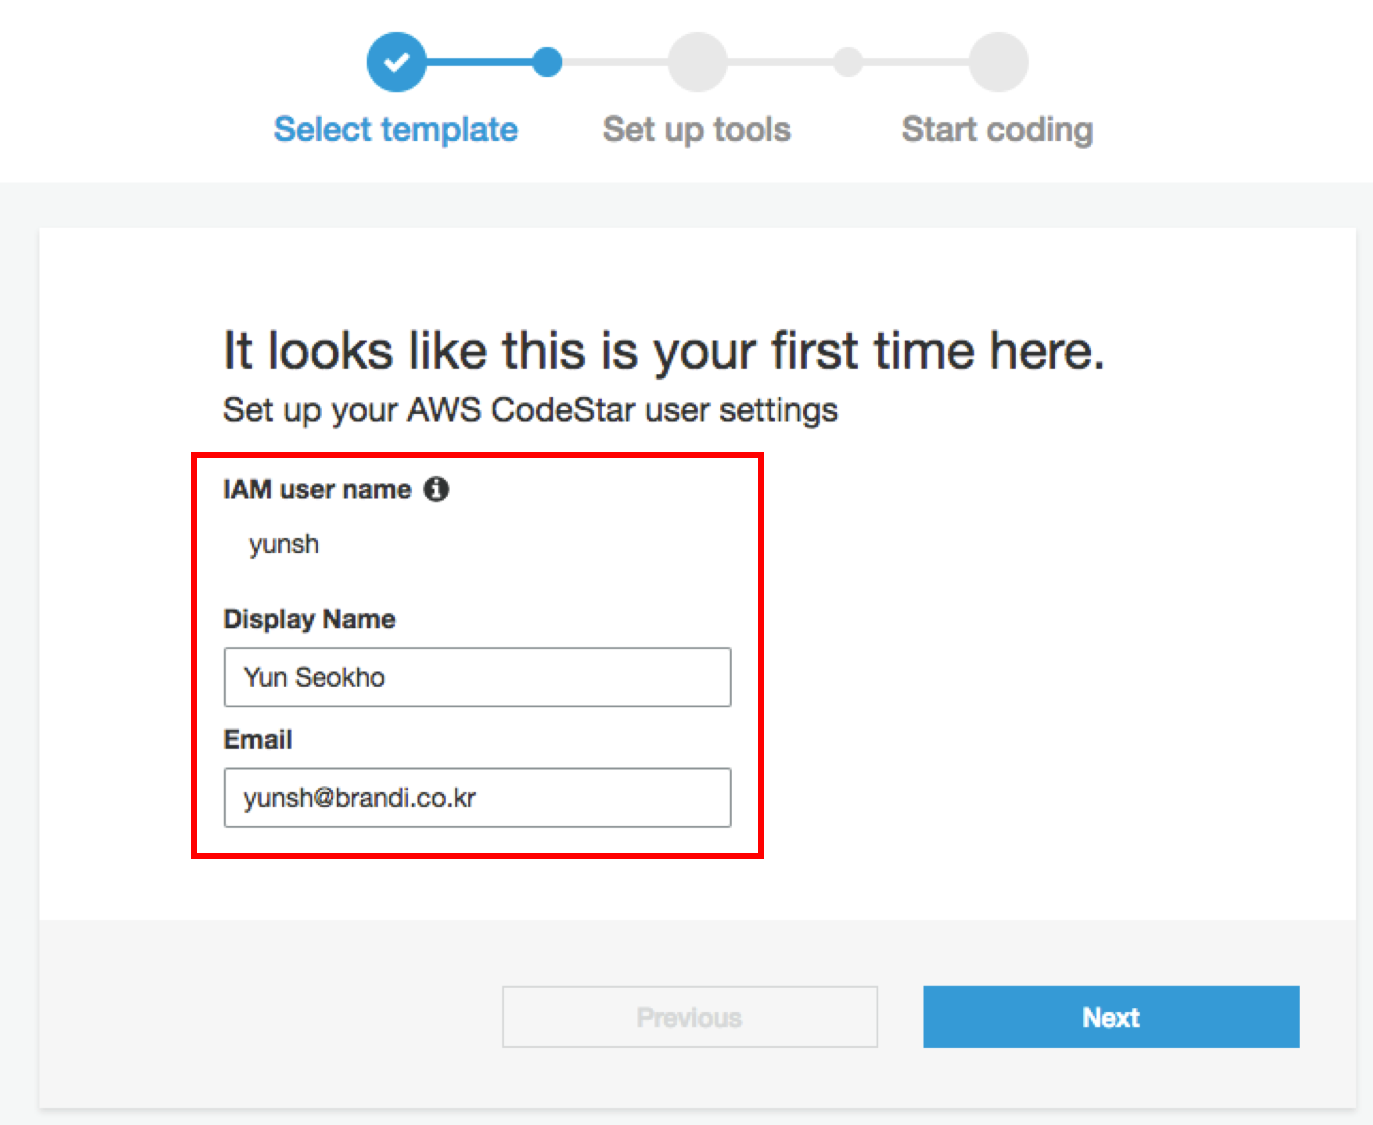 Select template
Set up tools
Start coding
It looks like this is your first time here.
Set up your AWS CodeStar user settings
IAM user name
yunsh
Display Name
Yun Seokho
Email
yunsh@brandi.co.kr
Previous
Next